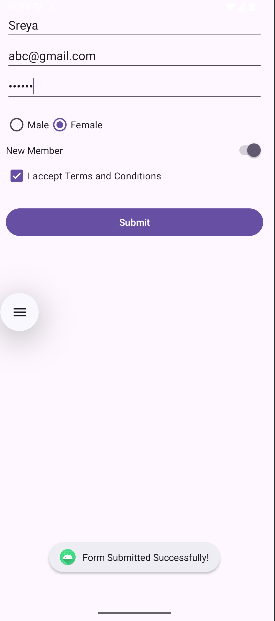 Sreya
abc@gmail.com
••••••
Male Female
New Member
I accept Terms and Conditions
Submit
Form Submitted Successfully!